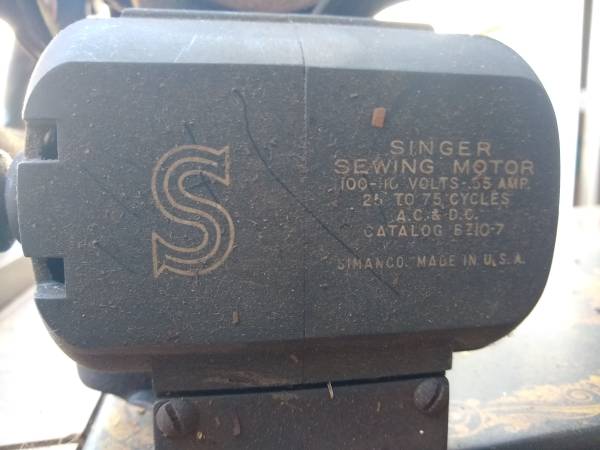 S
SINGER
SEWING MOTOR
100-110 VOLTS-.55 AMP.
25 TO 75 CYCLES
A.C. & D.C.
CATALOG BZ10-7
SIMANCO. MADE IN U.S.A.